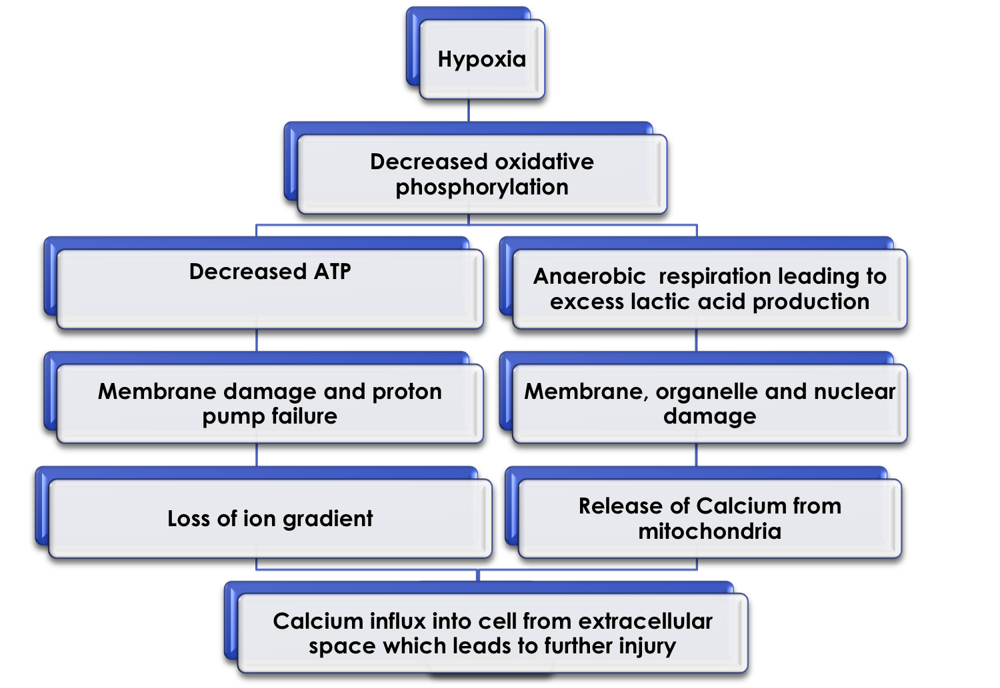 Hypoxia
Decreased oxidative
phosphorylation
Decreased ATP
Anaerobic  respiration leading to
excess lactic acid production
Membrane damage and proton
pump failure
Membrane, organelle and nuclear
damage
Loss of ion gradient
Release of Calcium from
mitochondria
Calcium influx into cell from extracellular
space which leads to further injury